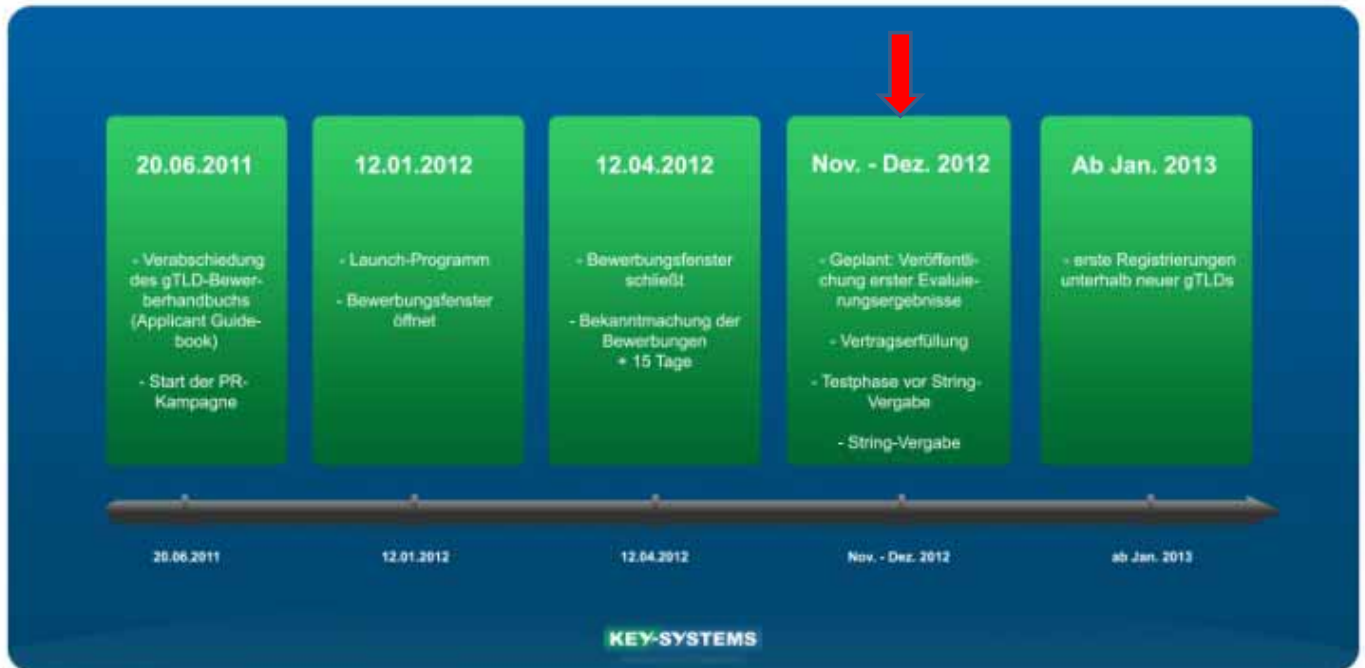 20.06.2011
- Verabschiedung
des gTLD-Bewer-
berhandbuchs
(Applicant Guide-
book)
- Start der PR-
Kampagne
12.01.2012
- Launch-Programm
- Bewerbungsfenster
öffnet
12.04.2012
- Bewerbungsfenster
schließt
- Bekanntmachung der
Bewerbungen
+ 15 Tage
Nov. - Dez. 2012
- Geplant: Veröffentli-
chung erster Evaluie-
rungsergebnisse
- Vertragserfüllung
- Testphase vor String-
Vergabe
- String-Vergabe
Ab Jan. 2013
- erste Registrierungen
unterhalb neuer gTLDs
20.06.2011
12.01.2012
12.04.2012
Nov. - Dez. 2012
ab Jan. 2013
KEY-SYSTEMS